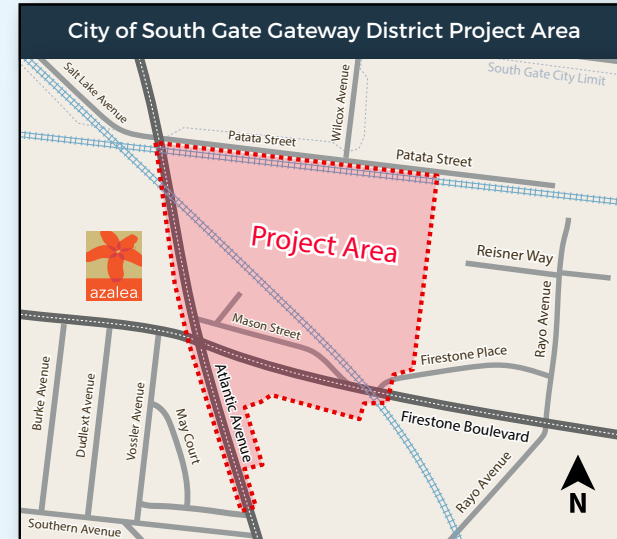 City of South Gate Gateway District Project Area
South Gate City Limit
Salt Lake Avenue
Wilcox Avenue
Patata Street
Patata Street
Project Area
Reisner Way
azalea
Rayo Avenue
Mason Street
Firestone Place
Atlantic Avenue
Burke Avenue
Dudlext Avenue
Vossler Avenue
May Court
Firestone Boulevard
Rayo Avenue
N
Southern Avenue